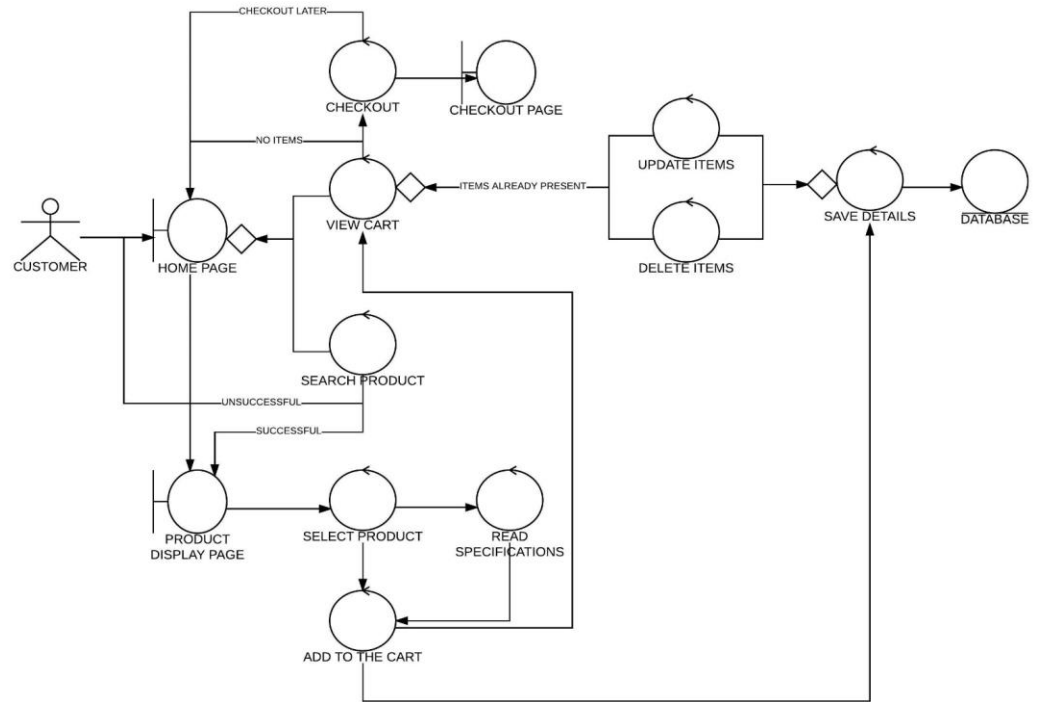 CHECKOUT LATER
CHECKOUT
CHECKOUT PAGE
NO ITEMS
UPDATE ITEMS
ITEMS ALREADY PRESENT
VIEW CART
SAVE DETAILS
DATABASE
CUSTOMER
HOME PAGE
DELETE ITEMS
SEARCH PRODUCT
UNSUCCESSFUL
SUCCESSFUL
PRODUCT
DISPLAY PAGE
SELECT PRODUCT
READ
SPECIFICATIONS
ADD TO THE CART